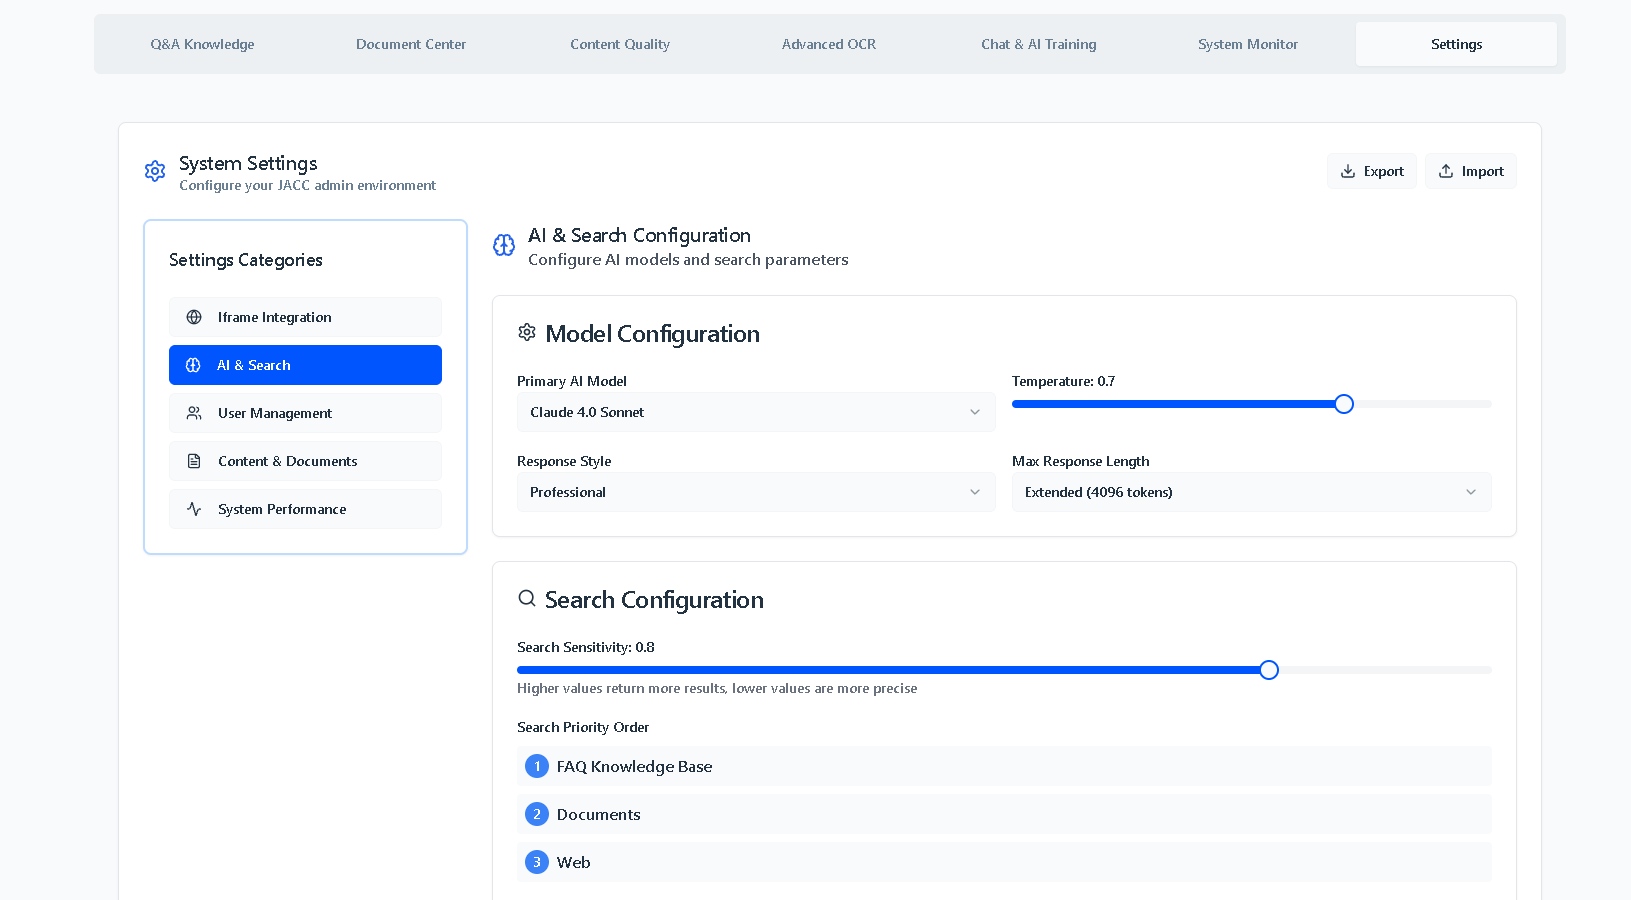 Q&A Knowledge
Document Center
Content Quality
Advanced OCR
Chat & AI Training
System Monitor
Settings
System Settings
Configure your JACC admin environment
Export
Import
Settings Categories
Iframe Integration
AI & Search
User Management
Content & Documents
System Performance
AI & Search Configuration
Configure AI models and search parameters
Model Configuration
Primary AI Model
Claude 4.0 Sonnet
Temperature: 0.7
Response Style
Professional
Max Response Length
Extended (4096 tokens)
Search Configuration
Search Sensitivity: 0.8
Higher values return more results, lower values are more precise
Search Priority Order
1 FAQ Knowledge Base
2 Documents
3 Web